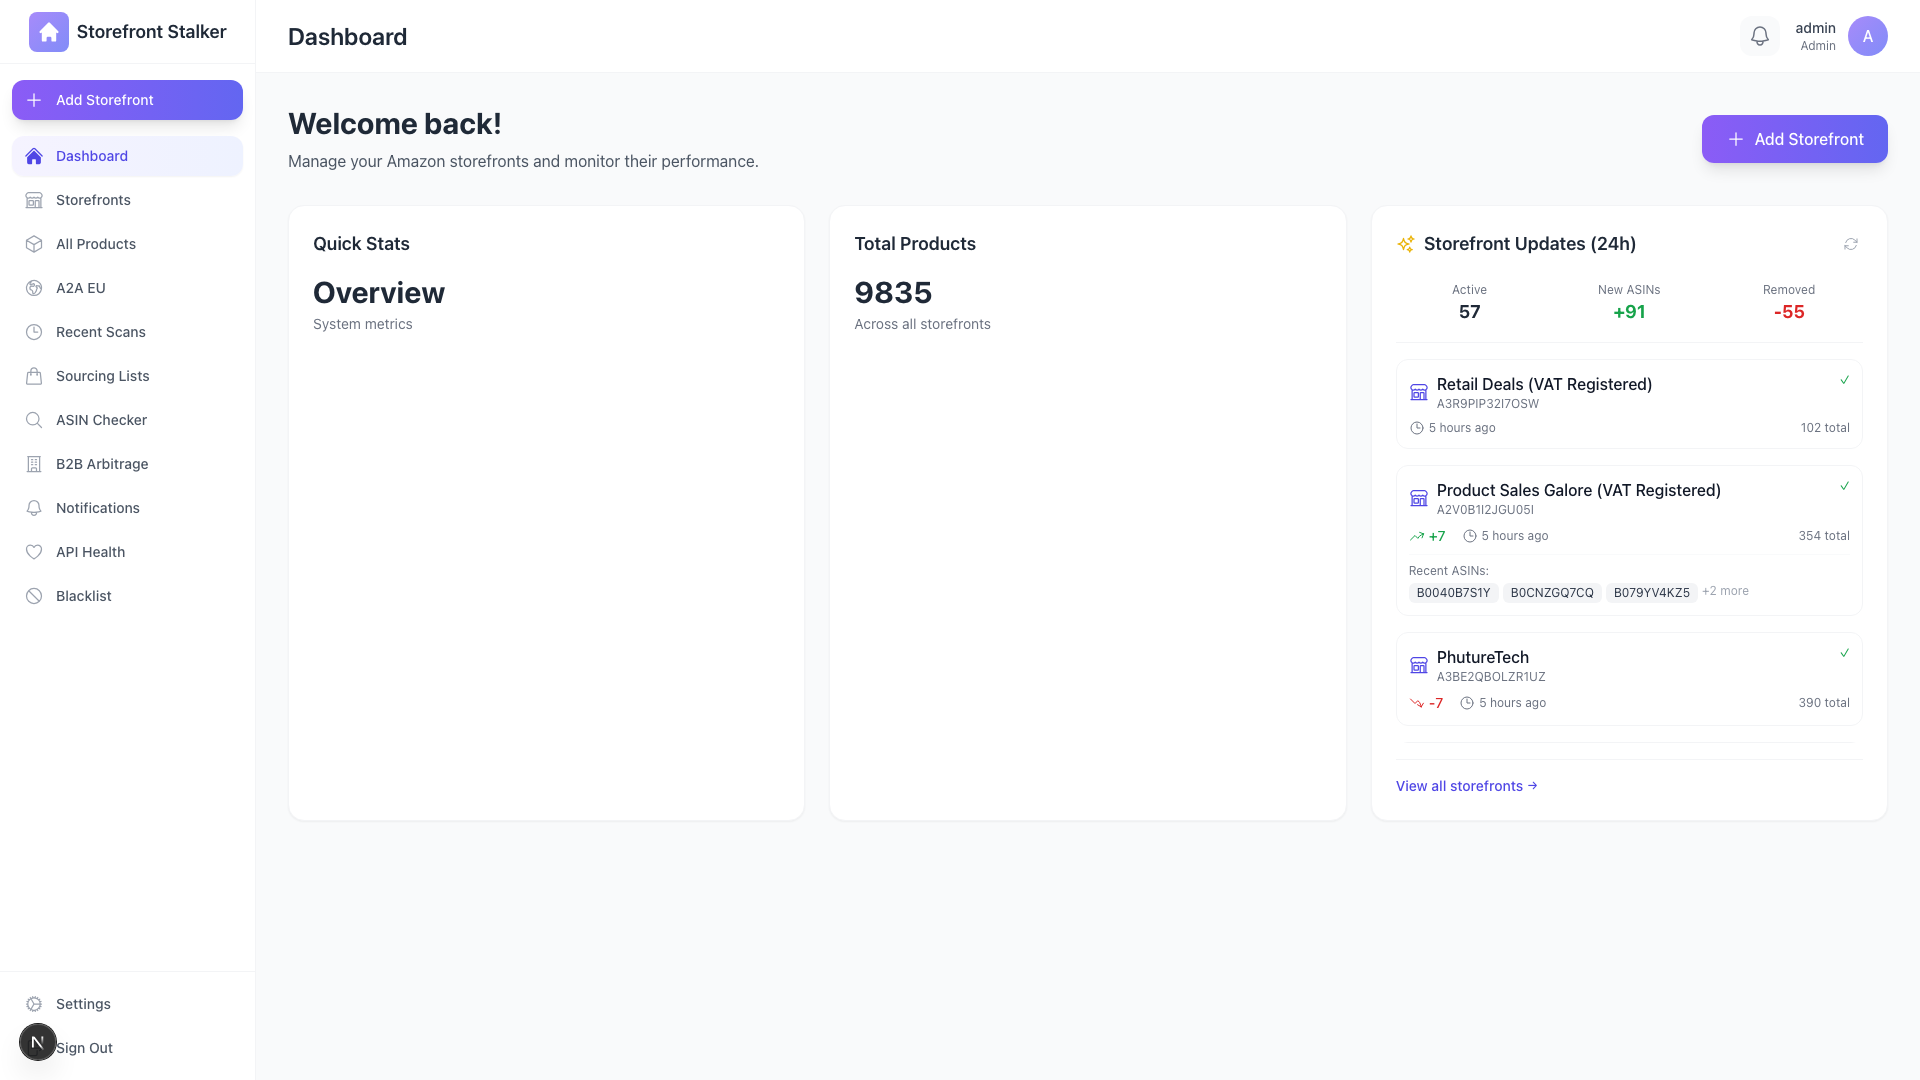 Storefront Stalker
Add Storefront
Dashboard
Storefronts
All Products
A2A EU
Recent Scans
Sourcing Lists
ASIN Checker
B2B Arbitrage
Notifications
API Health
Blacklist
Settings
N
Sign Out
Dashboard
admin
Admin
A
Welcome back!
Manage your Amazon storefronts and monitor their performance.
Add Storefront
Quick Stats
Overview
System metrics
Total Products
9835
Across all storefronts
Storefront Updates (24h)
Active
57
New ASINs
+91
Removed
-55
Retail Deals (VAT Registered)
A3R9PIP32I7OSW
5 hours ago
102 total
Product Sales Galore (VAT Registered)
A2V0B1I2JGU05I
+7
5 hours ago
354 total
Recent ASINs:
B0040B7S1Y B0CNZGQ7CQ B079YV4KZ5 +2 more
PhutureTech
A3BE2QBOLZR1UZ
-7
5 hours ago
390 total
View all storefronts →